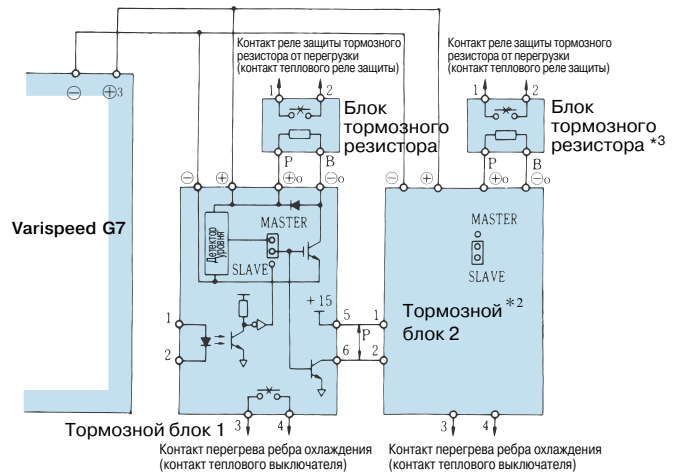 Контакт реле защиты тормозного
резистора от перегрузки
(контакт теплового реле защиты)
Контакт реле защиты тормозного
резистора от перегрузки
(контакт теплового реле защиты)
⊖ ⊕3
1 2
Блок
тормозного
резистора
P B
1 2
Блок
тормозного
резистора *3
P B
⊖ ⊕ ⊕o ⊖o
⊖ ⊕ ⊕o ⊖o
Varispeed G7
Детектор
уровня
MASTER
SLAVE
+15
1
2
5
6
P
1
2
MASTER
SLAVE
Тормозной *2
блок 2
Тормозной блок 1
3 4
3 4
Контакт перегрева ребра охлаждения
(контакт теплового выключателя)
Контакт перегрева ребра охлаждения
(контакт теплового выключателя)